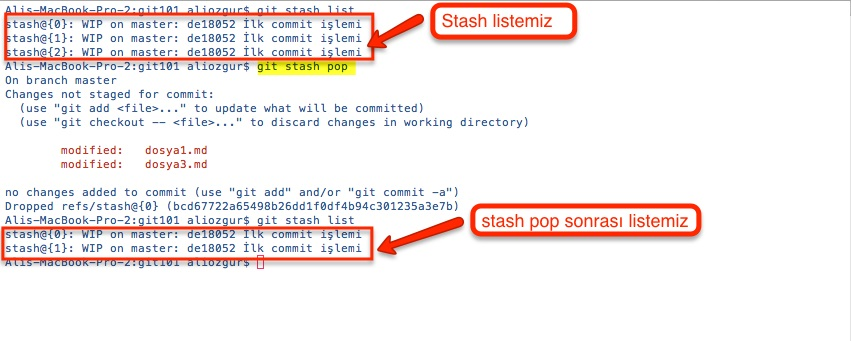 Alis-MacBook-Pro-2:git101 aliozgur$ git stash list
stash@{0}: WIP on master: de18052 İlk commit işlemi
stash@{1}: WIP on master: de18052 İlk commit işlemi
stash@{2}: WIP on master: de18052 İlk commit işlemi
Stash listemiz
Alis-MacBook-Pro-2:git101 aliozgur$ git stash pop
On branch master
Changes not staged for commit:
  (use "git add <file>..." to update what will be committed)
  (use "git checkout -- <file>..." to discard changes in working directory)
modified:   dosya1.md
modified:   dosya3.md
no changes added to commit (use "git add" and/or "git commit -a")
Dropped refs/stash@{0} (bcd67722a65498b26dd1f0df4b94c301235a3e7b)
Alis-MacBook-Pro-2:git101 aliozgur$ git stash list
stash@{0}: WIP on master: de18052 İlk commit işlemi
stash@{1}: WIP on master: de18052 İlk commit işlemi
stash pop sonrası listemiz
Alis-MacBook-Pro-2:git101 aliozgur$